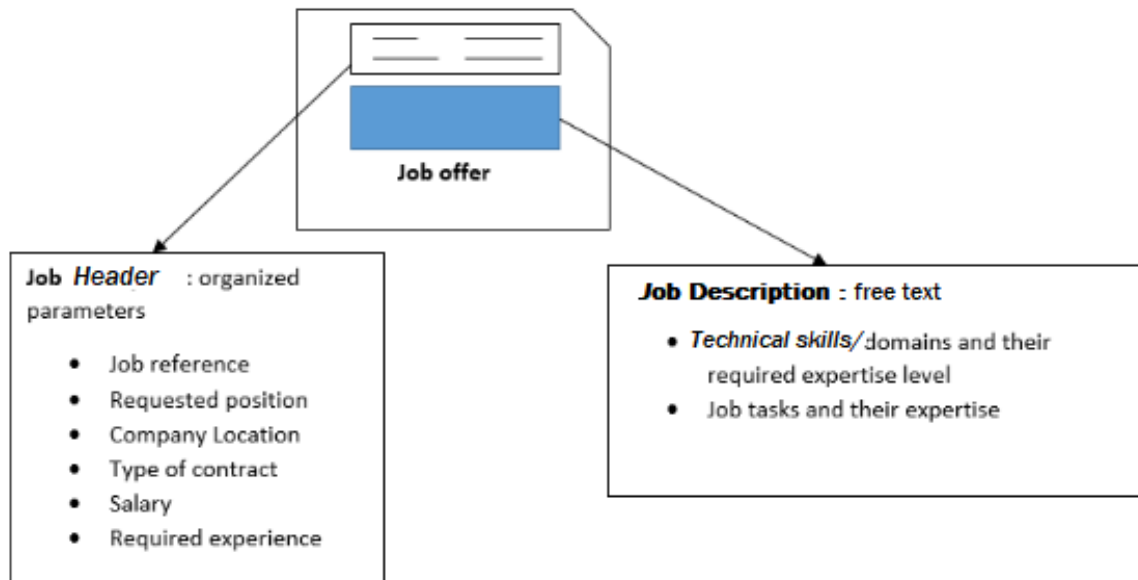 Job offer
Job Header : organized
parameters
• Job reference
• Requested position
• Company Location
• Type of contract
• Salary
• Required experience
Job Description : free text
• Technical skills/domains and their
required expertise level
• Job tasks and their expertise